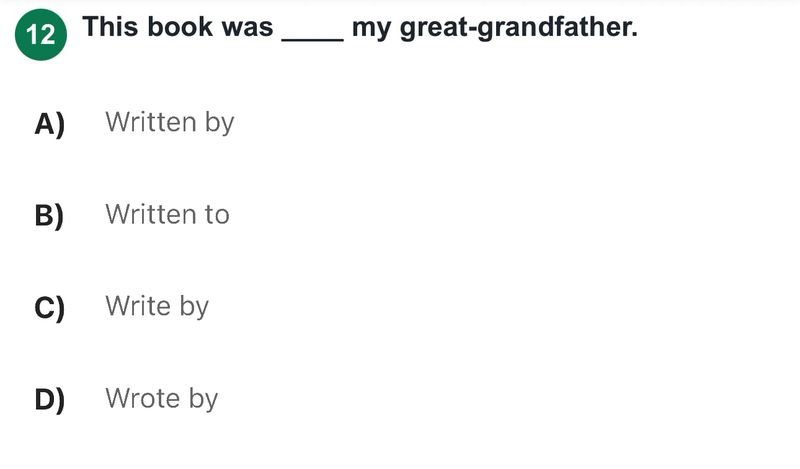 12 This book was ____ my great-grandfather.
A) Written by
B) Written to
C) Write by
D) Wrote by